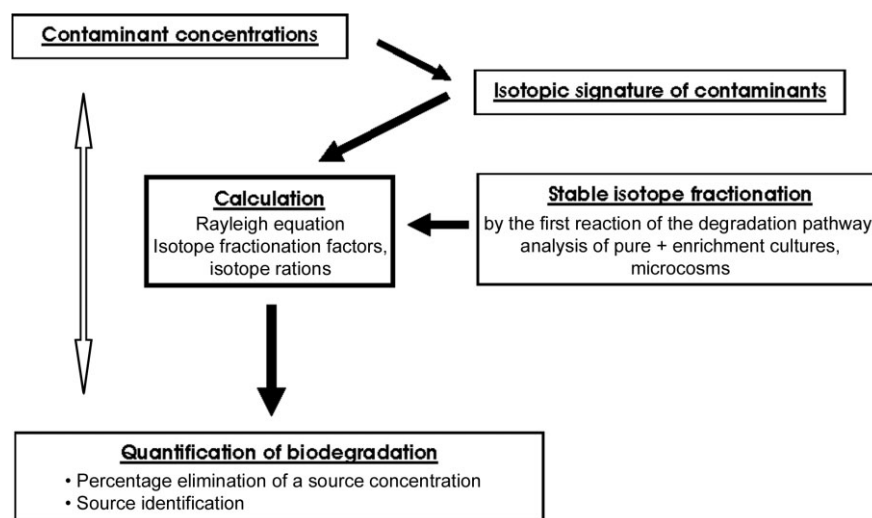 Contaminant concentrations
Isotopic signature of contaminants
Calculation
Rayleigh equation
Isotope fractionation factors,
isotope rations
Stable isotope fractionation
by the first reaction of the degradation pathway
analysis of pure + enrichment cultures,
microcosms
Quantification of biodegradation
• Percentage elimination of a source concentration
• Source identification